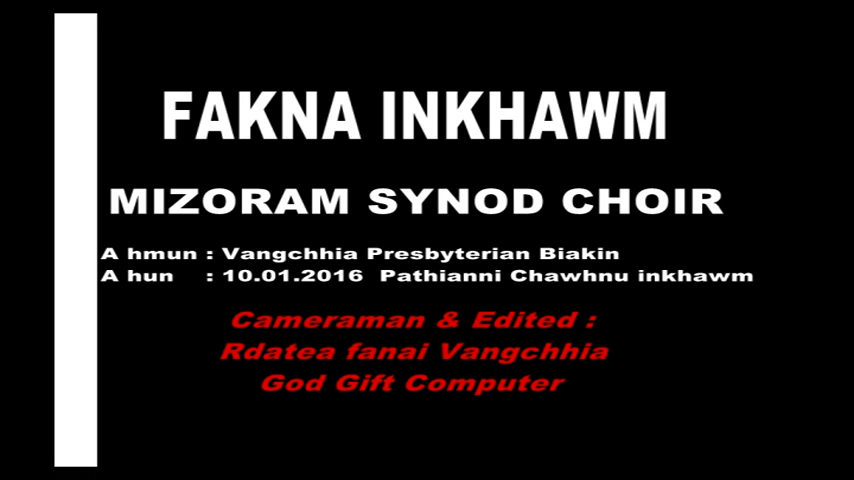 FAKNA INKHAWM
MIZORAM SYNOD CHOIR
A hmun : Vangchhia Presbyterian Biakin
A hun : 10.01.2016 Pathianni Chawhnu inkhawm
Cameraman & Edited :
Rdatea fanai Vangchhia
God Gift Computer